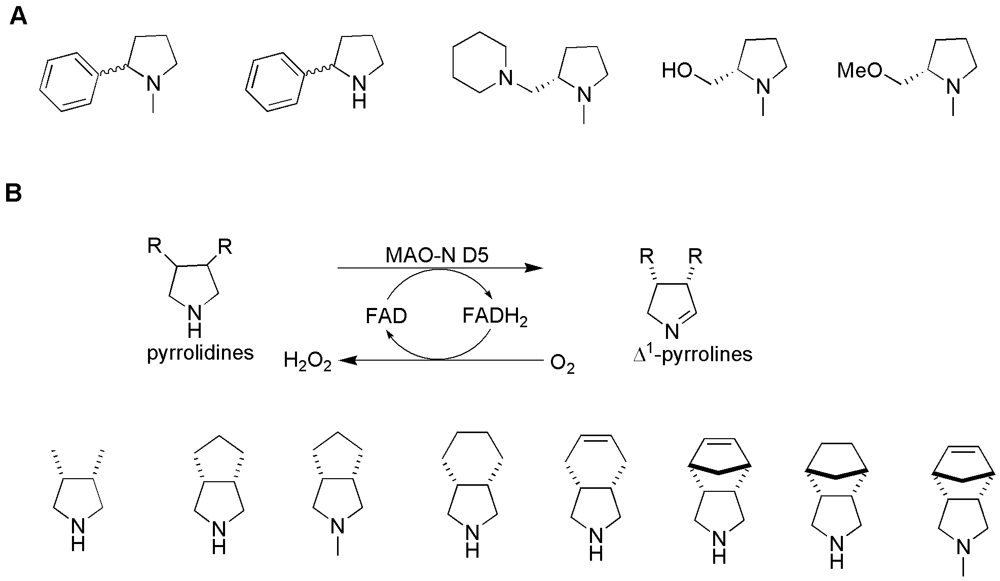 A
N
N
H
N
N
HO
N
MeO
N
B
R R
N
H
pyrrolidines
MAO-N D5
FAD FADH₂
H₂O₂ O₂
R R
N
Δ¹-pyrrolines
N
H
N
H
N
N
H
N
H
N
H
N
H
N